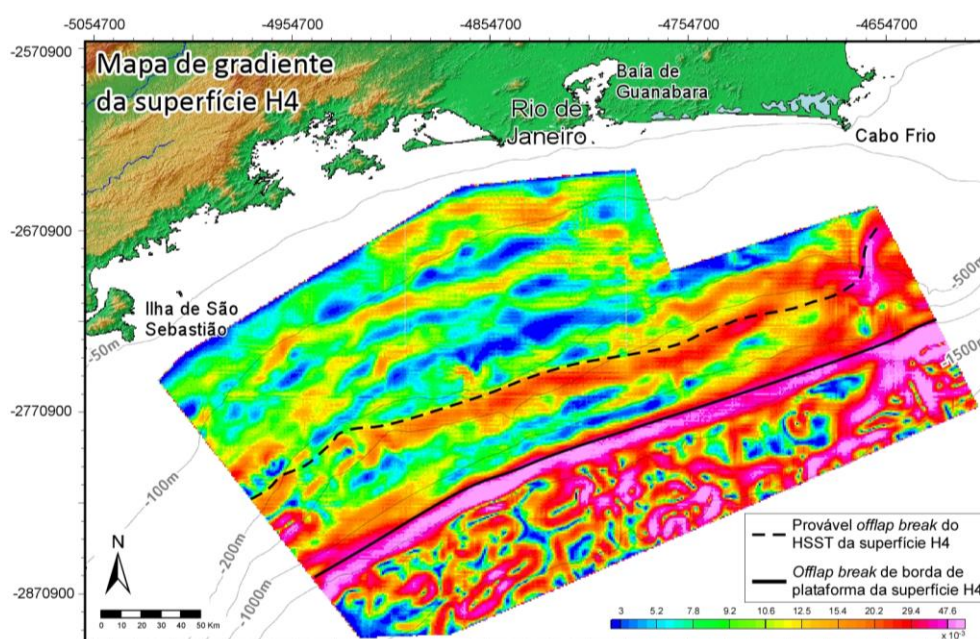 -5054700 -4954700 -4854700 -4754700 -4654700
-2570900
-2670900
-2770900
-2870900
Mapa de gradiente
da superfície H4
Baía de
Guanabara
Rio de
Janeiro
Cabo Frio
Ilha de São
Sebastião
-50m
-100m
-200m
-1000m
-500m
-1500m
N
0 10 20 30 40 50 Km
Provável offlap break do
HSST da superfície H4
Offlap break de borda de
plataforma da superfície H4
3 5.2 7.8 9.2 10.6 12.5 15.4 20.2 29.4 47.6